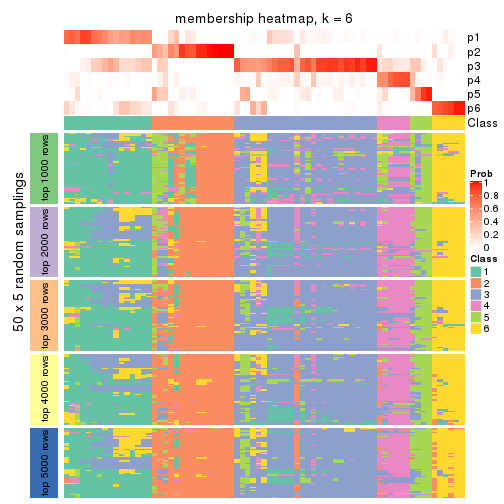 membership heatmap, k = 6
p1
p2
p3
p4
p5
p6
Class
50 x 5 random samplings
top 1000 rows
top 2000 rows
top 3000 rows
top 4000 rows
top 5000 rows
Prob
1
0.8
0.6
0.4
0.2
0
Class
1
2
3
4
5
6